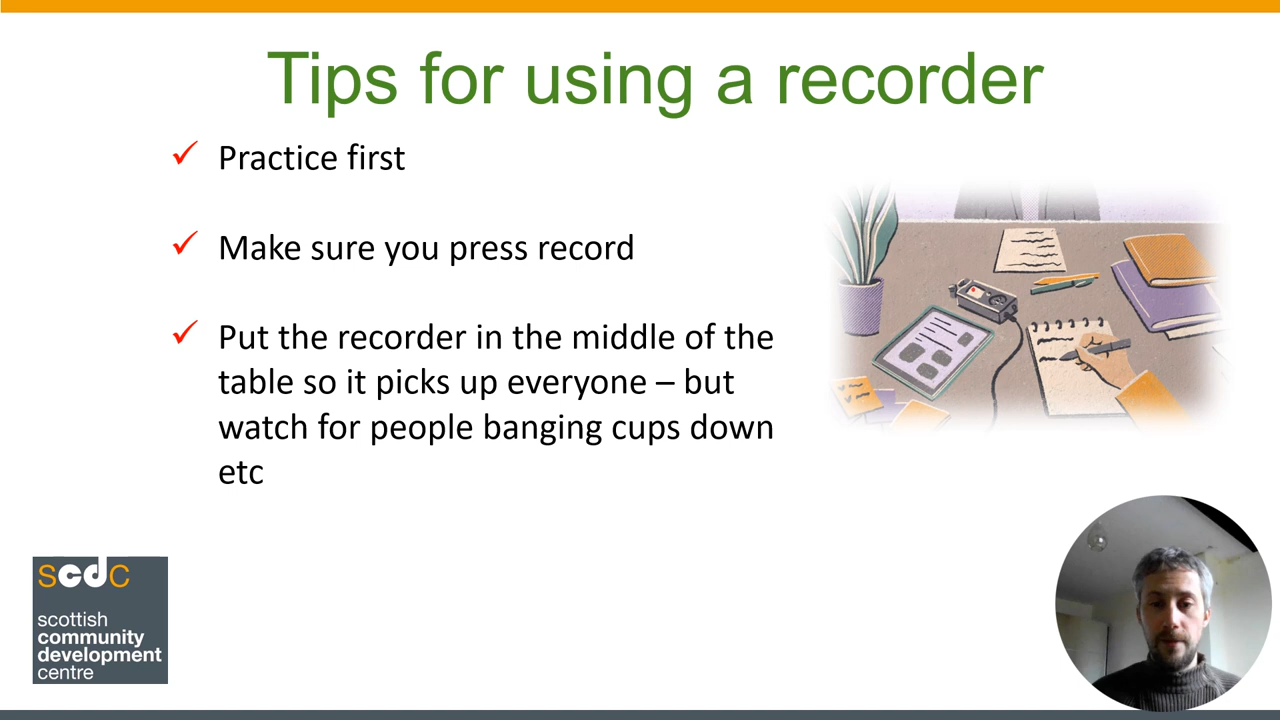 Tips for using a recorder
Practice first
Make sure you press record
Put the recorder in the middle of the
table so it picks up everyone – but
watch for people banging cups down
etc
scdc
scottish
community
development
centre